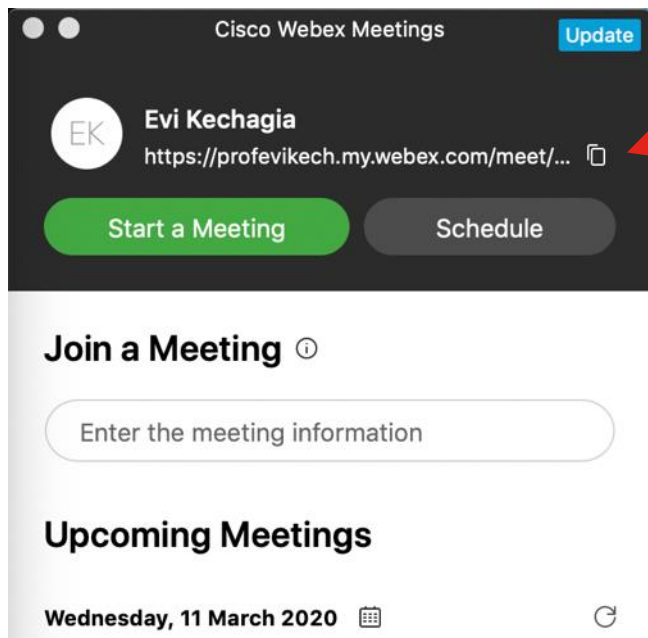 Cisco Webex Meetings
Update
EK
Evi Kechagia
https://profevikech.my.webex.com/meet/...
Start a Meeting
Schedule
Join a Meeting
Enter the meeting information
Upcoming Meetings
Wednesday, 11 March 2020